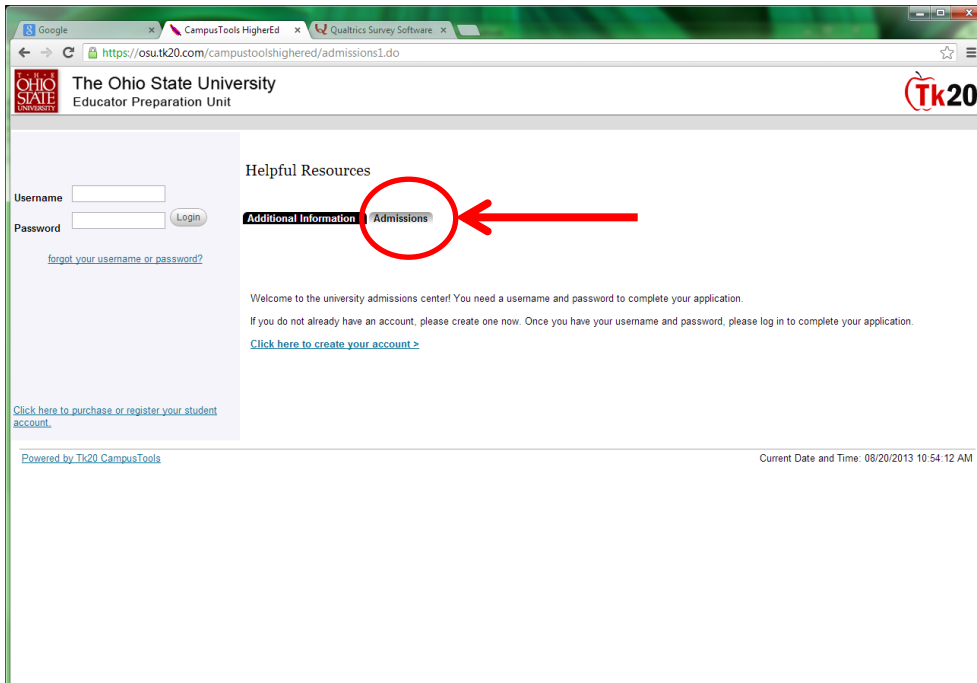 Google
CampusTools HigherEd
Qualtrics Survey Software
https://osu.tk20.com/campustoolshighered/admissions1.do
T·H·E
OHIO
STATE
UNIVERSITY
The Ohio State University
Educator Preparation Unit
Tk20
Helpful Resources
Username
Password
Login
forgot your username or password?
Additional Information
Admissions
Welcome to the university admissions center! You need a username and password to complete your application.
If you do not already have an account, please create one now. Once you have your username and password, please log in to complete your application.
Click here to create your account >
Click here to purchase or register your student
account.
Powered by Tk20 CampusTools
Current Date and Time: 08/20/2013 10:54:12 AM